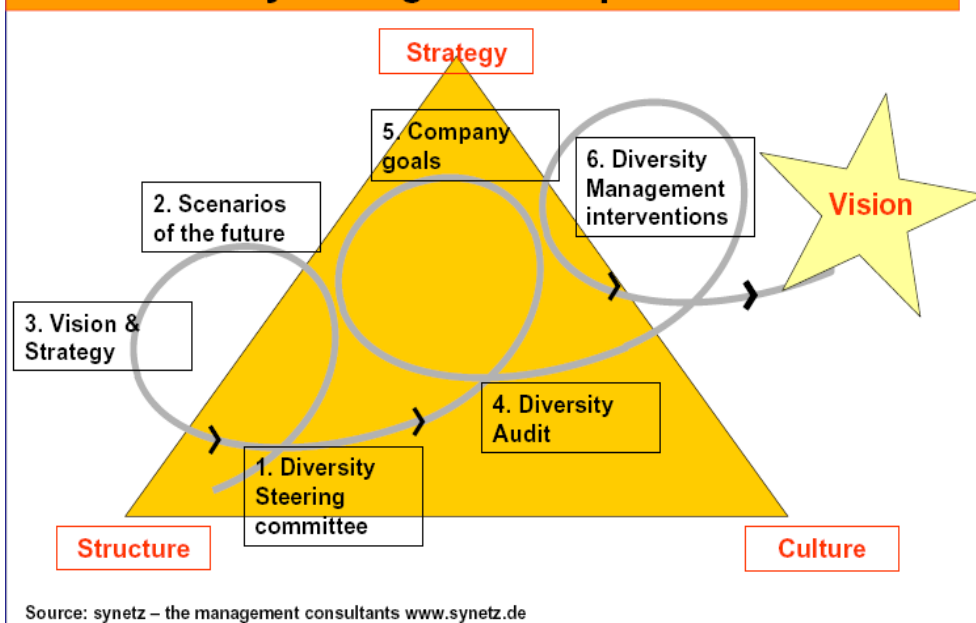 Strategy
5. Company
goals
6. Diversity
Management
interventions
2. Scenarios
of the future
Vision
3. Vision &
Strategy
4. Diversity
Audit
1. Diversity
Steering
committee
Structure
Culture
Source: synetz – the management consultants www.synetz.de